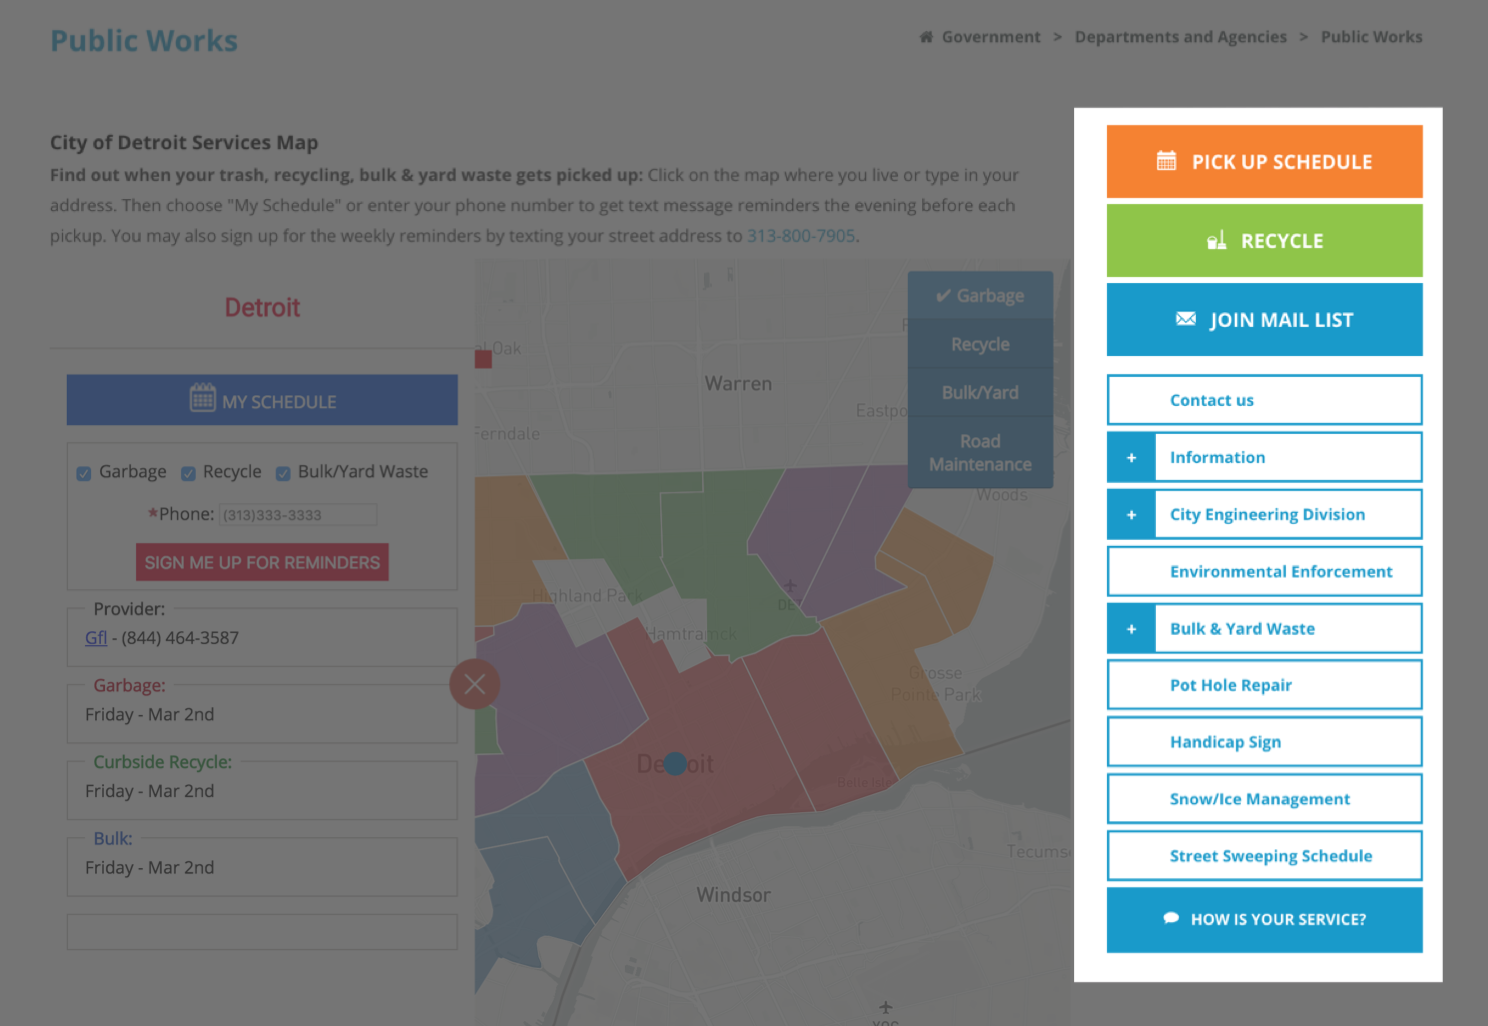 Public Works
Government > Departments and Agencies > Public Works
City of Detroit Services Map
Find out when your trash, recycling, bulk & yard waste gets picked up: Click on the map where you live or type in your
address. Then choose "My Schedule" or enter your phone number to get text message reminders the evening before each
pickup. You may also sign up for the weekly reminders by texting your street address to 313-800-7905.
Detroit
MY SCHEDULE
Garbage Recycle Bulk/Yard Waste
*Phone: (313)333-3333
SIGN ME UP FOR REMINDERS
Provider:
Gfl - (844) 464-3587
Garbage:
Friday - Mar 2nd
Curbside Recycle:
Friday - Mar 2nd
Bulk:
Friday - Mar 2nd
✔ Garbage
Recycle
Bulk/Yard
Road
Maintenance
Oak
Warren
Eastpo
Ferndale
Woods
Highland Park
DET
Hamtramck
Grosse
Pointe Park
Detroit
Belle Isle
Tecums
Windsor
YQG
PICK UP SCHEDULE
RECYCLE
JOIN MAIL LIST
Contact us
+ Information
+ City Engineering Division
Environmental Enforcement
+ Bulk & Yard Waste
Pot Hole Repair
Handicap Sign
Snow/Ice Management
Street Sweeping Schedule
HOW IS YOUR SERVICE?